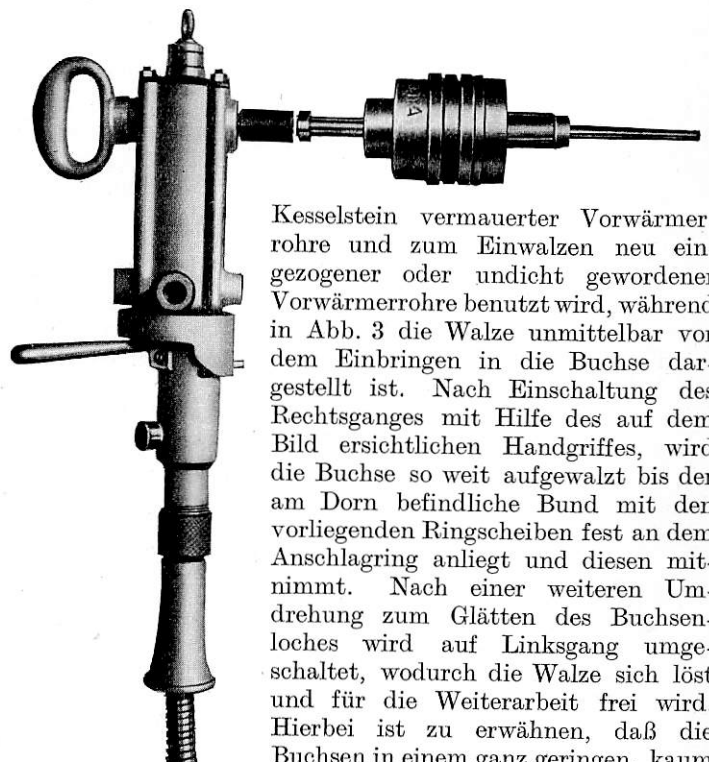 Kesselstein vermauerter Vorwärmer-
rohre und zum Einwalzen neu ein-
gezogener oder undicht gewordener
Vorwärmerrohre benutzt wird, während
in Abb. 3 die Walze unmittelbar vor
dem Einbringen in die Buchse dar-
gestellt ist. Nach Einschaltung des
Rechtsganges mit Hilfe des auf dem
Bild ersichtlichen Handgriffes, wird
die Buchse so weit aufgewalzt bis der
am Dorn befindliche Bund mit den
vorliegenden Ringscheiben fest an dem
Anschlagring anliegt und diesen mit-
nimmt. Nach einer weiteren Um-
drehung zum Glätten des Buchsen-
loches wird auf Linksgang umge-
schaltet, wodurch die Walze sich löst
und für die Weiterarbeit frei wird.
Hierbei ist zu erwähnen, daß die
Buchsen in einem ganz geringen, kaum